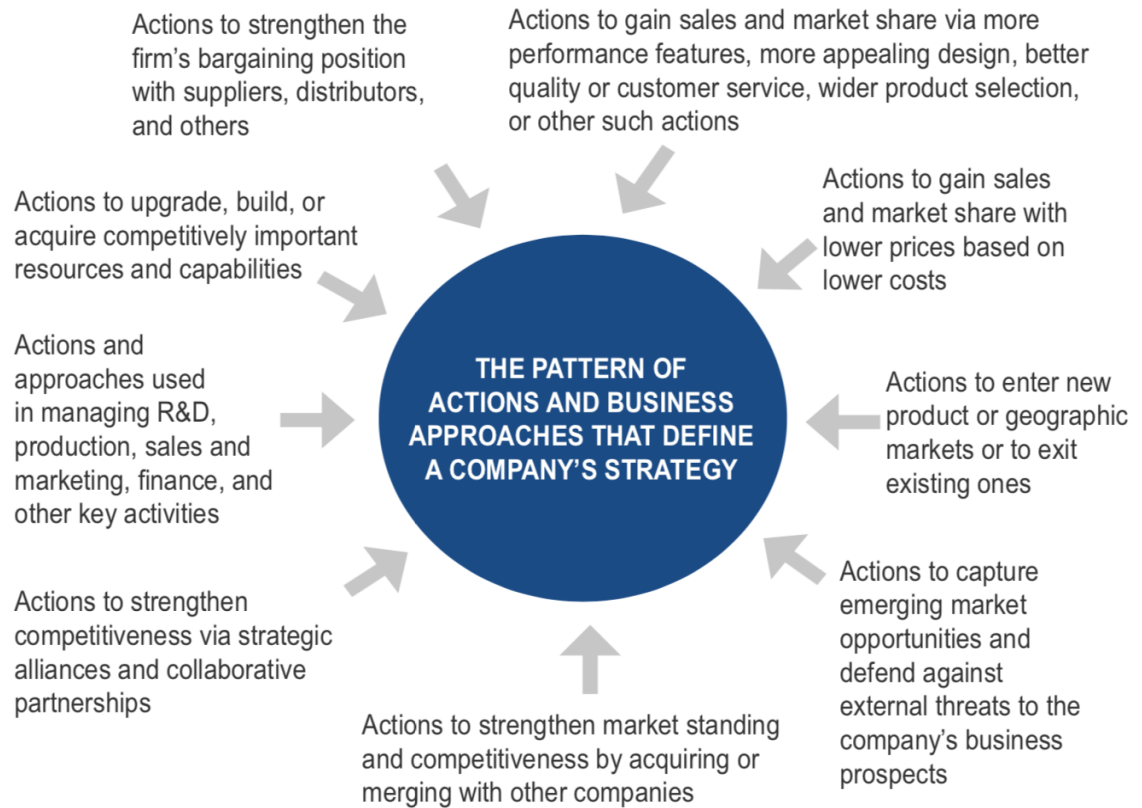 Actions to strengthen the
firm’s bargaining position
with suppliers, distributors,
and others
Actions to gain sales and market share via more
performance features, more appealing design, better
quality or customer service, wider product selection,
or other such actions
Actions to gain sales
and market share with
lower prices based on
lower costs
Actions to enter new
product or geographic
markets or to exit
existing ones
Actions to capture
emerging market
opportunities and
defend against
external threats to the
company’s business
prospects
Actions to strengthen market standing
and competitiveness by acquiring or
merging with other companies
Actions to strengthen
competitiveness via strategic
alliances and collaborative
partnerships
Actions and
approaches used
in managing R&D,
production, sales and
marketing, finance, and
other key activities
Actions to upgrade, build, or
acquire competitively important
resources and capabilities
THE PATTERN OF
ACTIONS AND BUSINESS
APPROACHES THAT DEFINE
A COMPANY’S STRATEGY